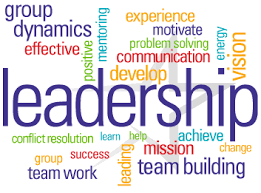 group
dynamics
effective
positive
mentoring
experience
motivate
problem solving
communication
develop
energy
vision
leadership
conflict resolution
learn
help
achieve
change
group
success
leading
mission
team work
team building